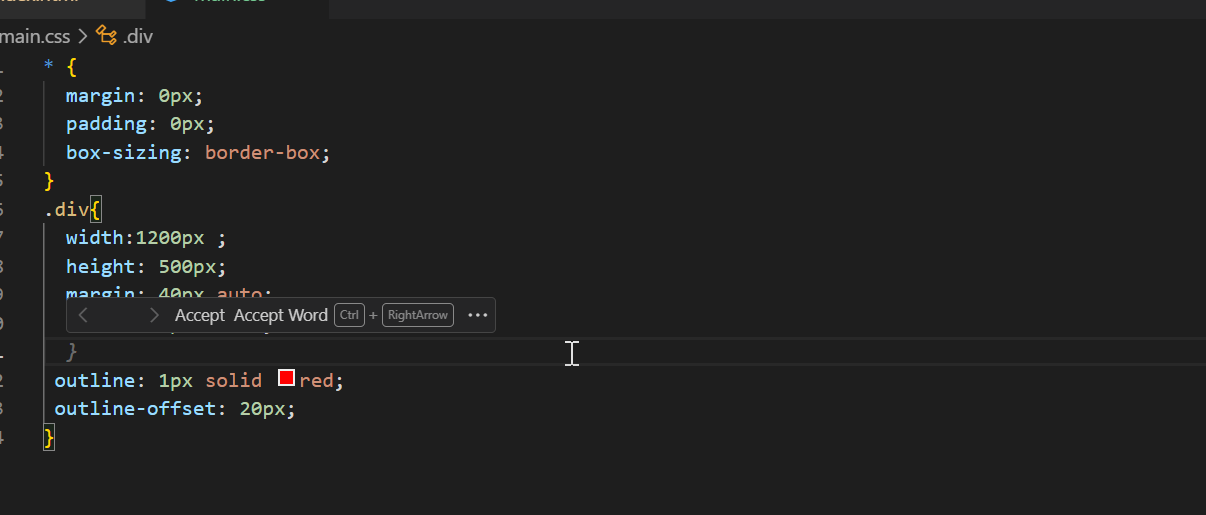 main.css > .div
* {
margin: 0px;
padding: 0px;
box-sizing: border-box;
}
.div{
width:1200px ;
height: 500px;
margin: 40px auto;
< > Accept Accept Word Ctrl + RightArrow ...
}
outline: 1px solid red;
outline-offset: 20px;
}